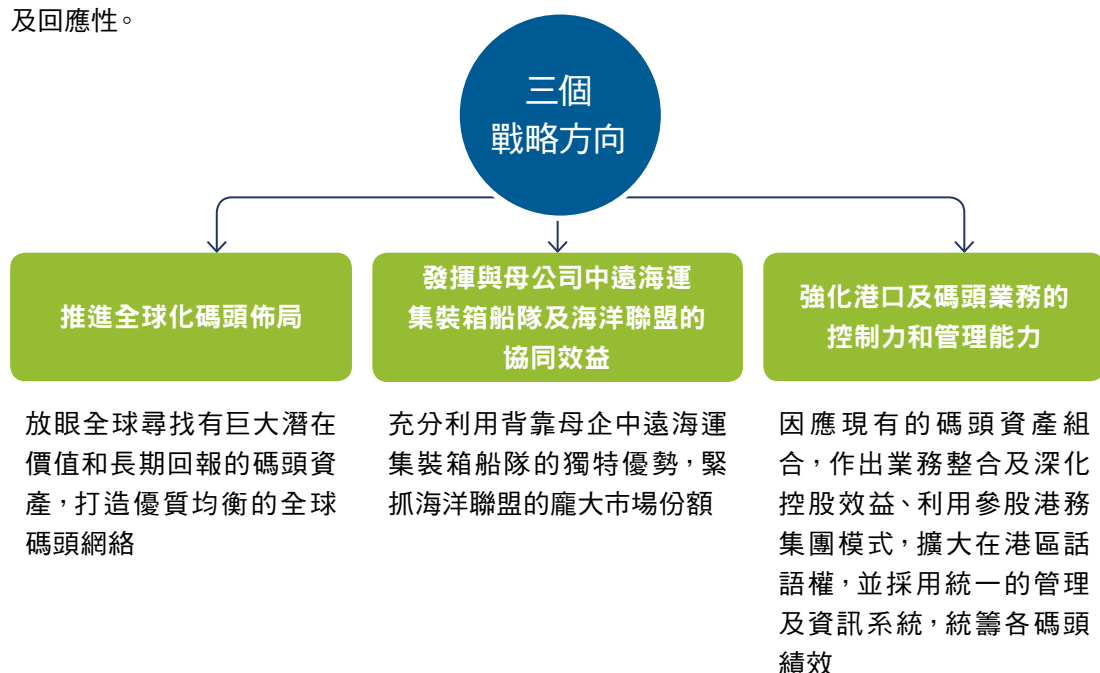 及回應性。
三個
戰略方向
推進全球化碼頭佈局
發揮與母公司中遠海運
集裝箱船隊及海洋聯盟的
協同效益
強化港口及碼頭業務的
控制力和管理能力
放眼全球尋找有巨大潛在
價值和長期回報的碼頭資
產，打造優質均衡的全球
碼頭網絡
充分利用背靠母企中遠海運
集裝箱船隊的獨特優勢，緊
抓海洋聯盟的龐大市場份額
因應現有的碼頭資產組
合，作出業務整合及深化
控股效益、利用參股港務
集團模式，擴大在港區話
語權，並採用統一的管理
及資訊系統，統籌各碼頭
績效